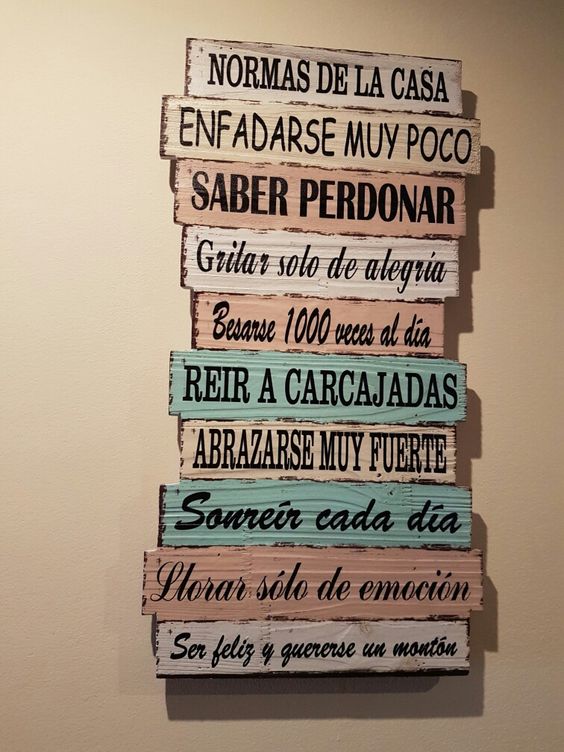 NORMAS DE LA CASA
ENFADARSE MUY POCO
SABER PERDONAR
Gritar solo de alegría
Besarse 1000 veces al día
REIR A CARCAJADAS
ABRAZARSE MUY FUERTE
Sonreír cada día
Llorar sólo de emoción
Ser feliz y quererse un montón